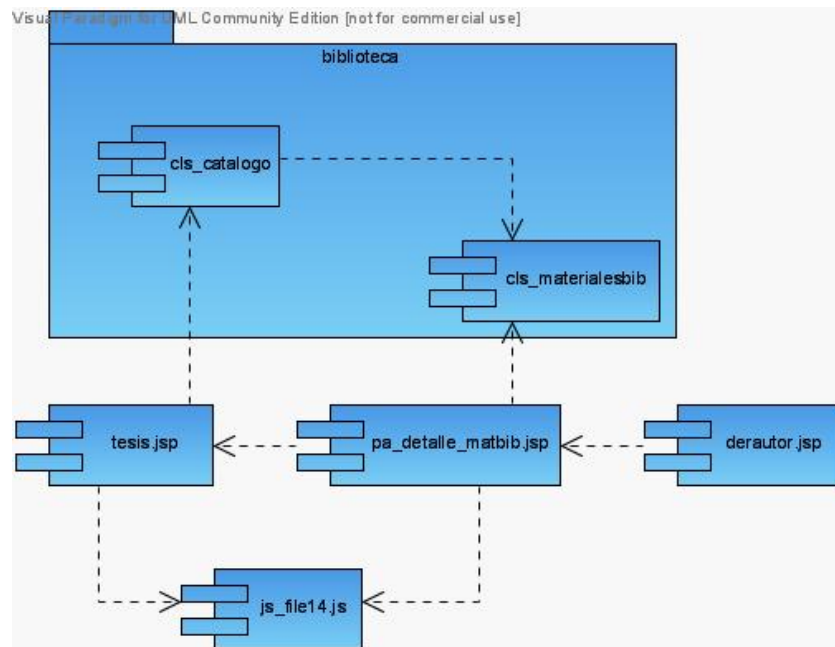 Visual Paradigm for UML Community Edition [not for commercial use]
biblioteca
cls_catalogo
cls_materialesbib
tesis.jsp
pa_detalle_matbib.jsp
derautor.jsp
js_file14.js